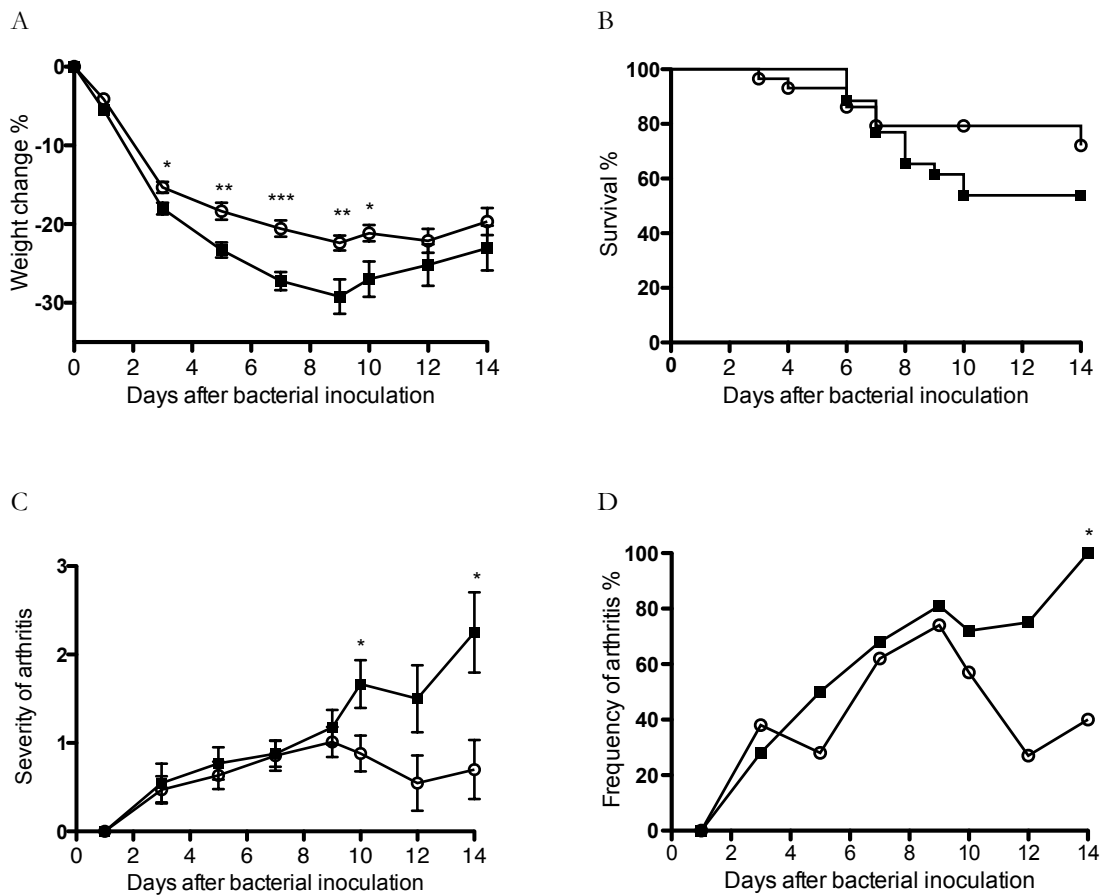 A
0
-10
-20
-30
Weight change %
*
**
***
**
*
0 2 4 6 8 10 12 14
Days after bacterial inoculation
B
100
80
60
40
20
0
Survival %
0 2 4 6 8 10 12 14
Days after bacterial inoculation
C
3
2
1
0
Severity of arthritis
*
*
0 2 4 6 8 10 12 14
Days after bacterial inoculation
D
100
80
60
40
20
0
Frequency of arthritis %
*
0 2 4 6 8 10 12 14
Days after bacterial inoculation